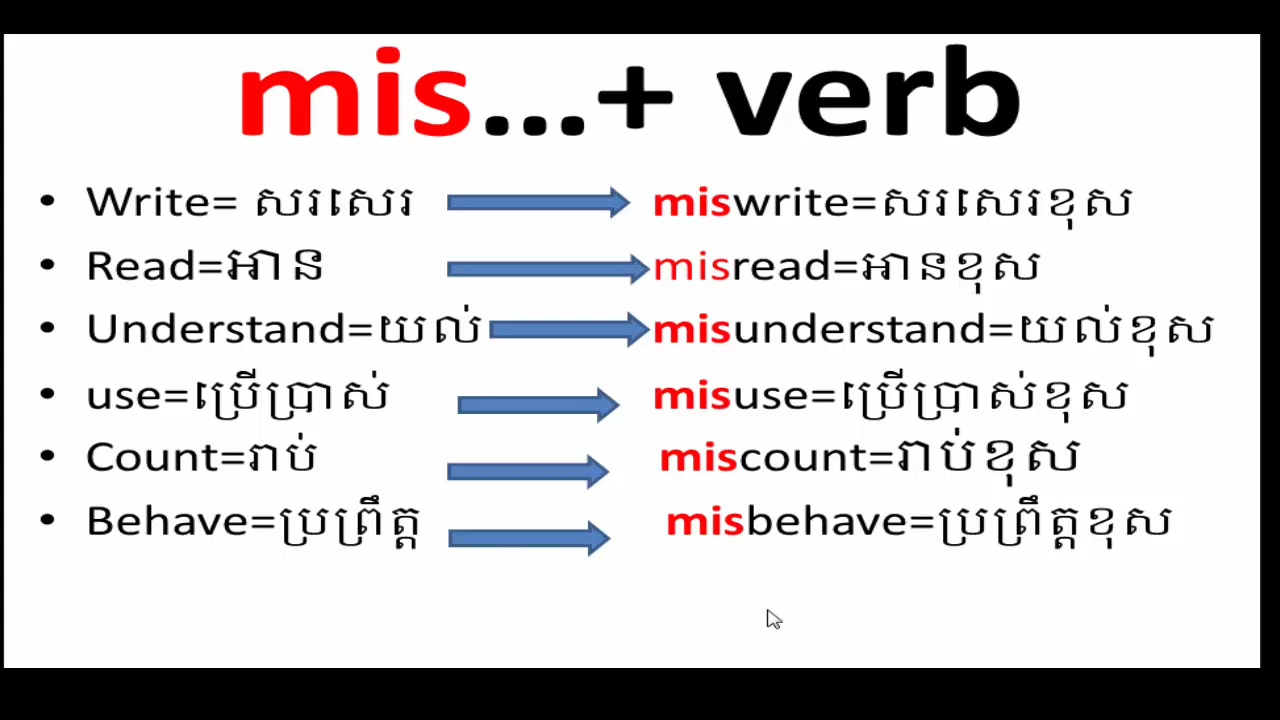 mis...+ verb
• Write= សរសេរ miswrite=សរសេរខុស
• Read=អាន misread=អានខុស
• Understand=យល់ misunderstand=យល់ខុស
• use=ប្រើប្រាស់ misuse=ប្រើប្រាស់ខុស
• Count=រាប់ miscount=រាប់ខុស
• Behave=ប្រព្រឹត្ត misbehave=ប្រព្រឹត្តខុស